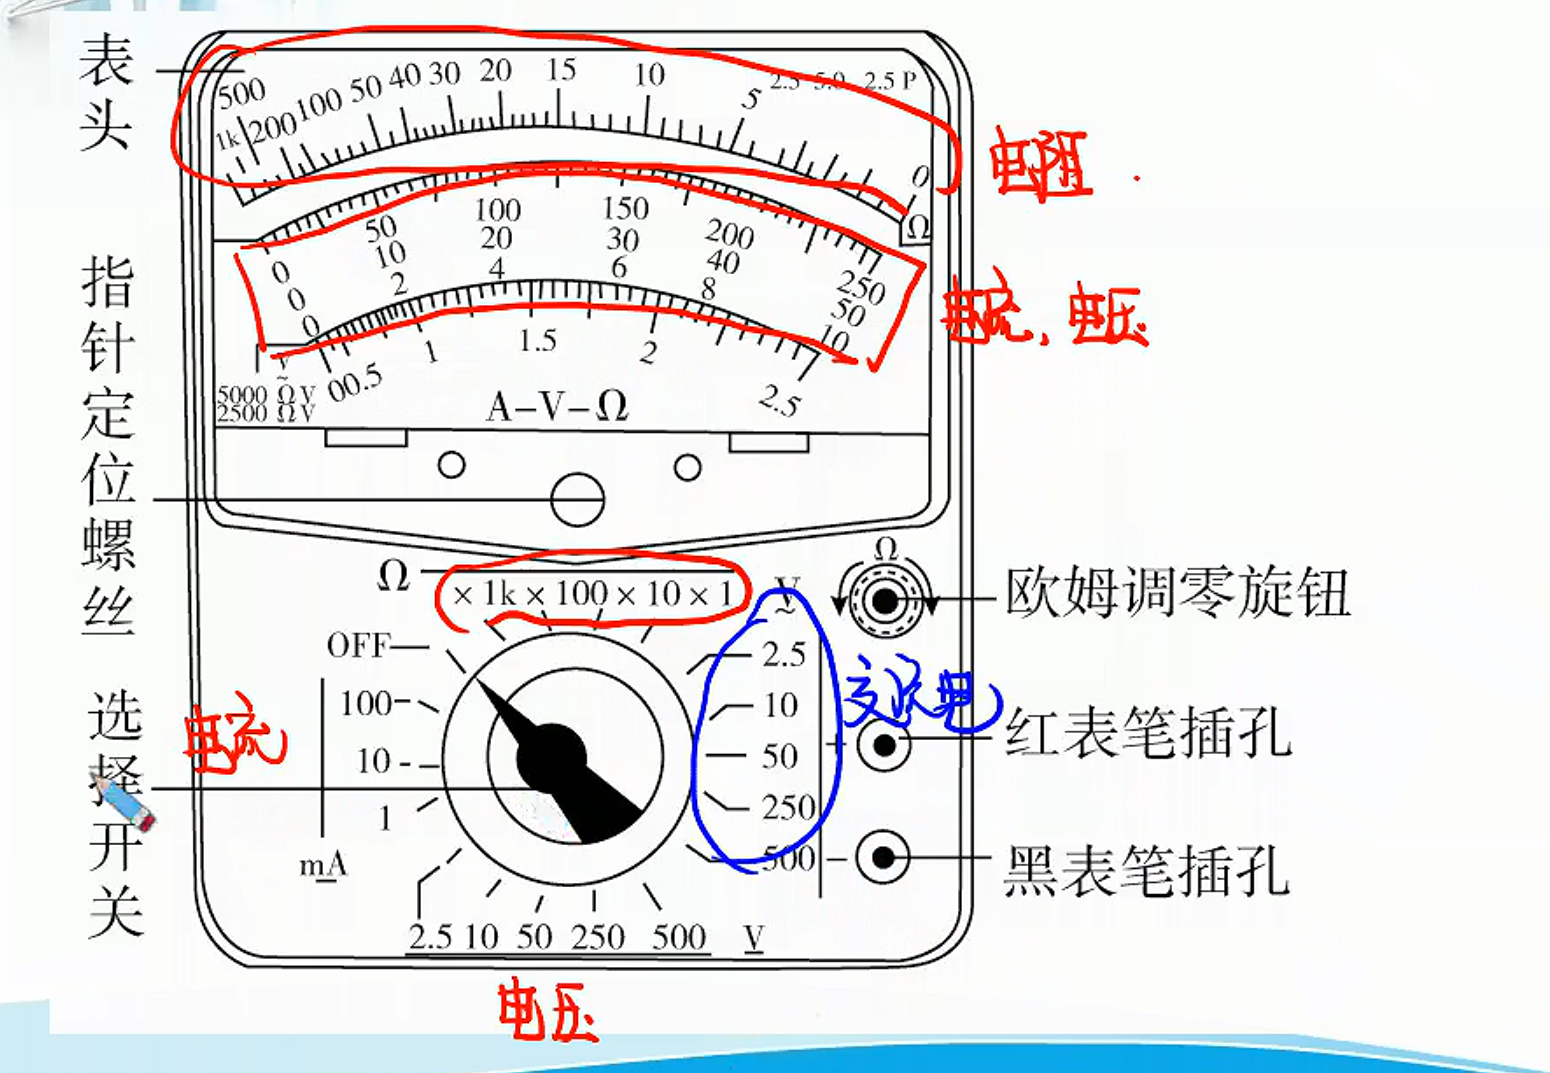 表头
500 50 40 30 20 15 10 5 2.5 5.0 2.5 P
1k 200 100 0
Ω
电阻
0 50 100 150 200 250
0 10 20 30 40 50
0 2 4 6 8 10
电流、电压
V
~
5000 Ω V
2500 Ω V
00.5 1 1.5 2 2.5
A-V-Ω
指针定位螺丝
Ω × 1k × 100 × 10 × 1
OFF
Ω
欧姆调零旋钮
V
~
2.5
10
50
250
500
交流电
+
红表笔插孔
-
黑表笔插孔
选择开关
电流
100
10
1
mA
2.5 10 50 250 500 V
电压